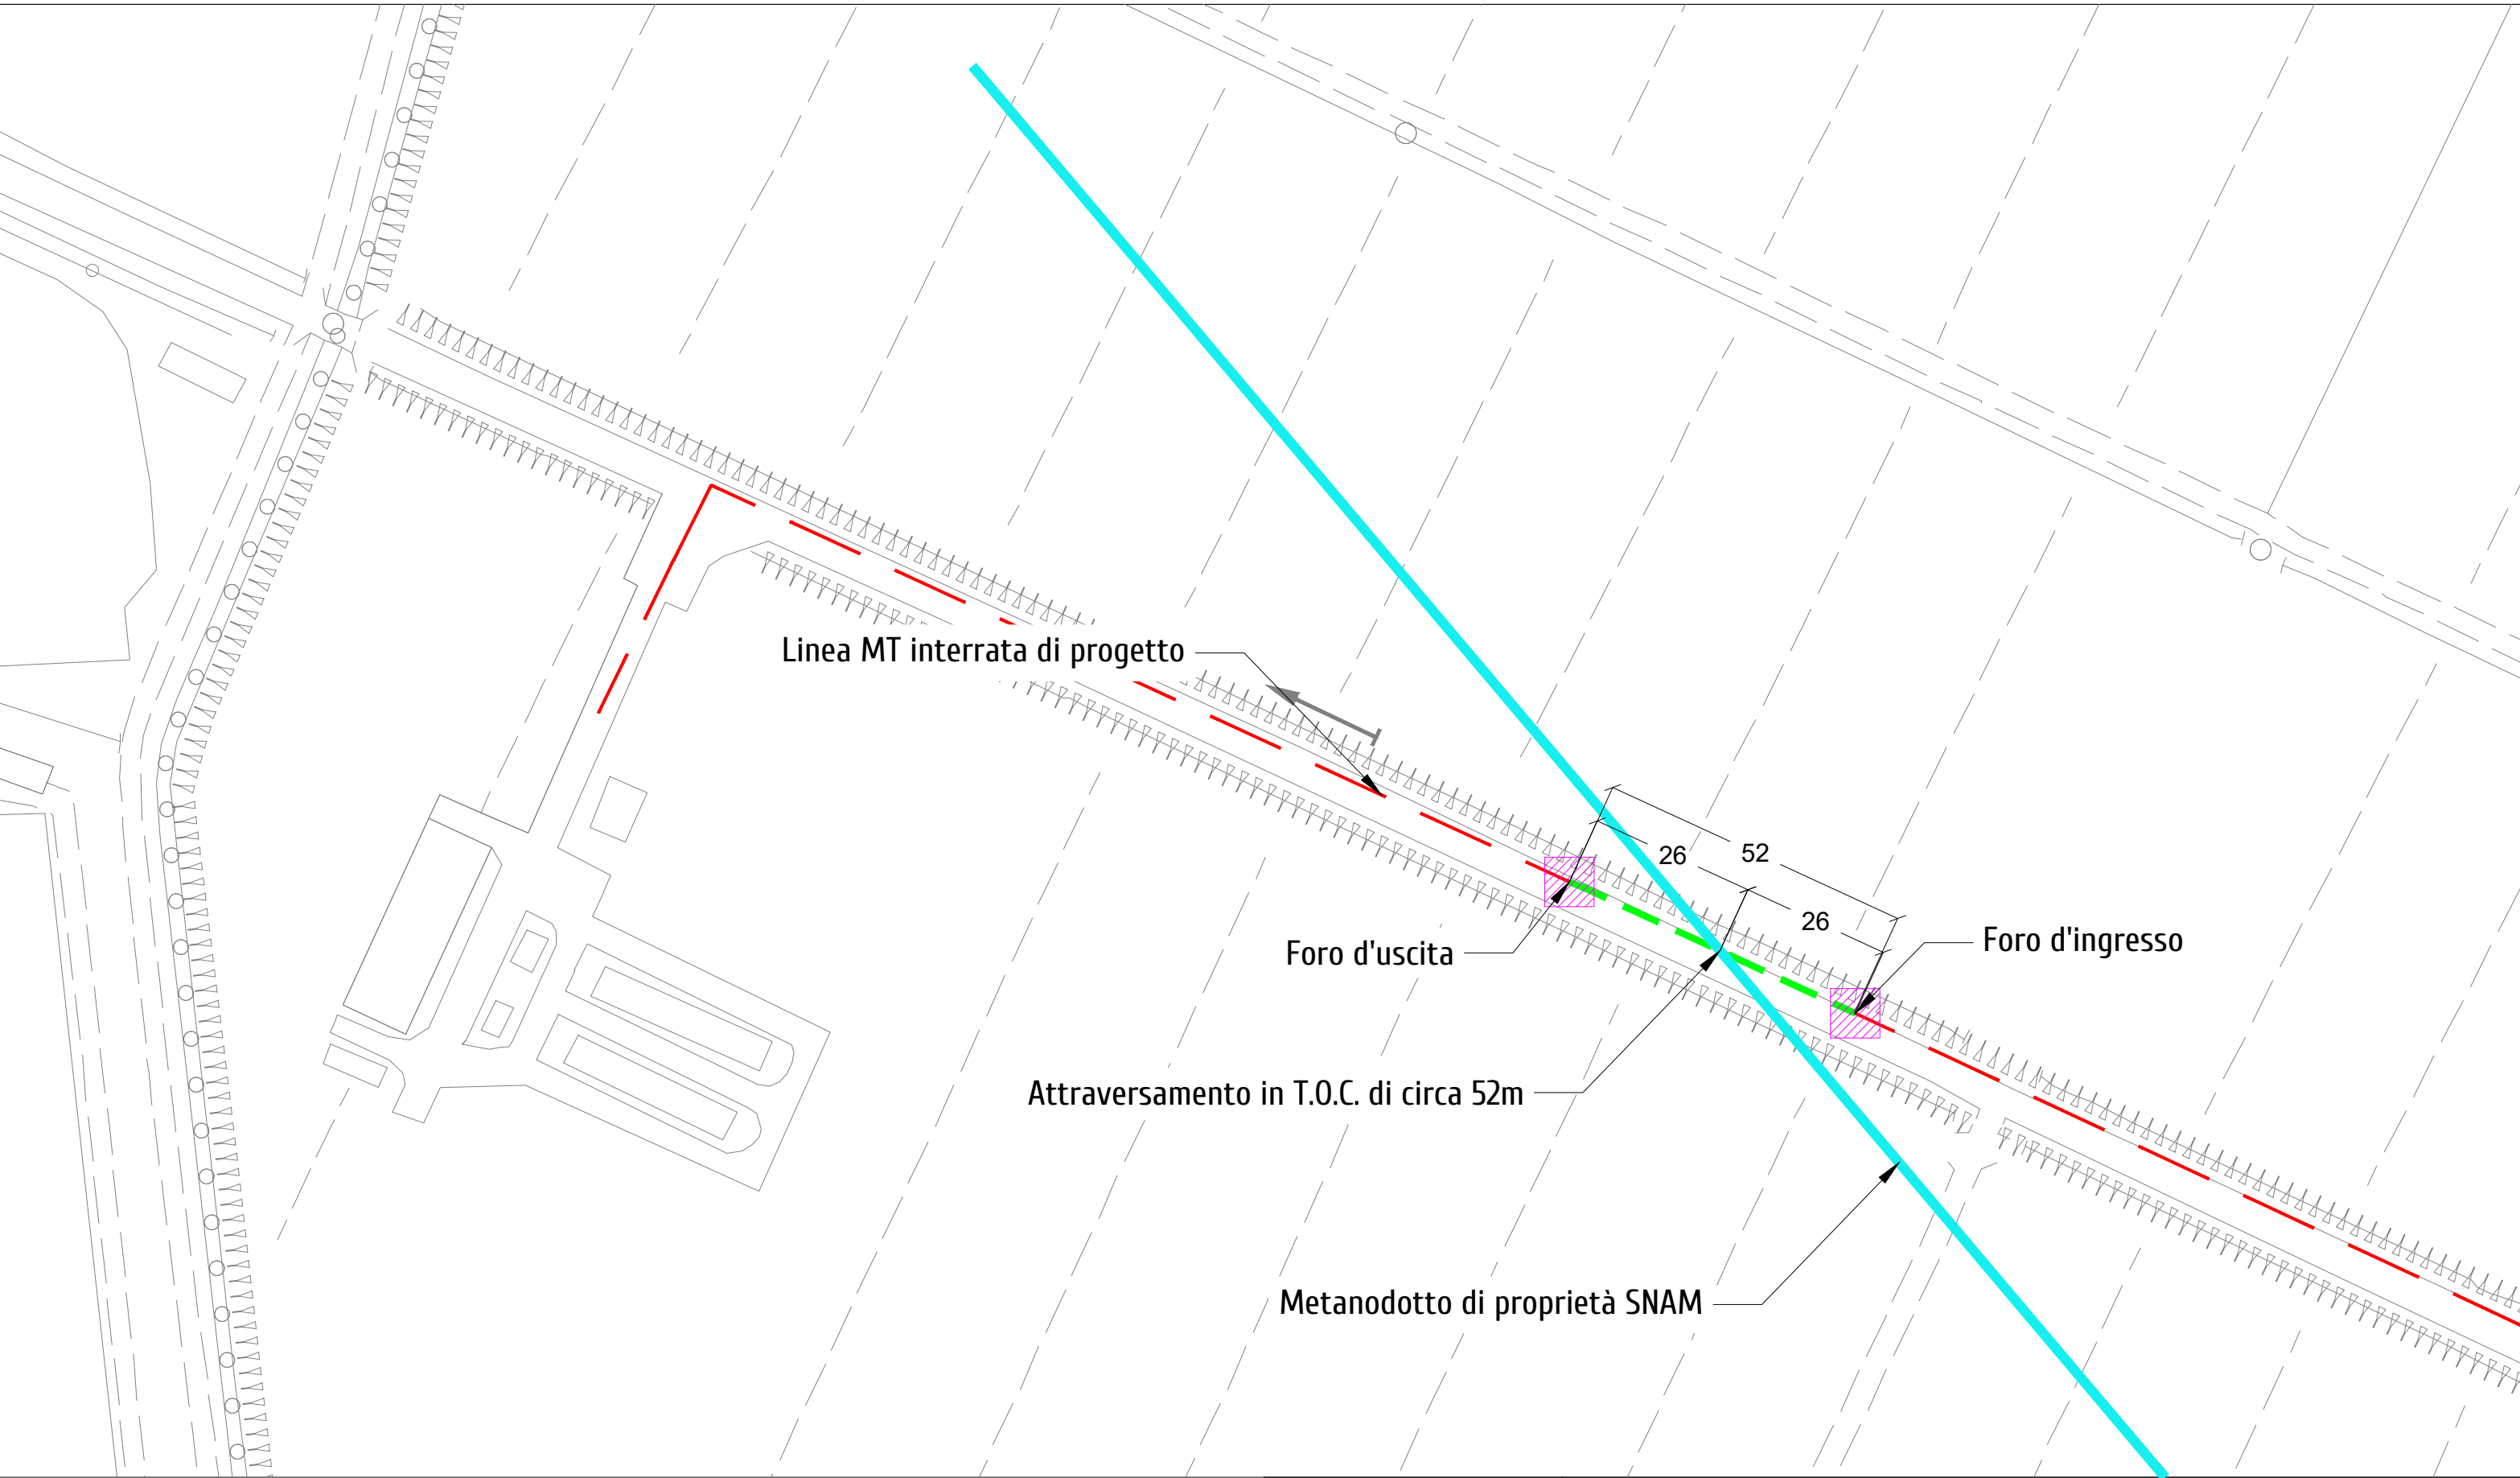 Linea MT interrata di progetto
26
52
26
Foro d'uscita
Foro d'ingresso
Attraversamento in T.O.C. di circa 52m
Metanodotto di proprietà SNAM